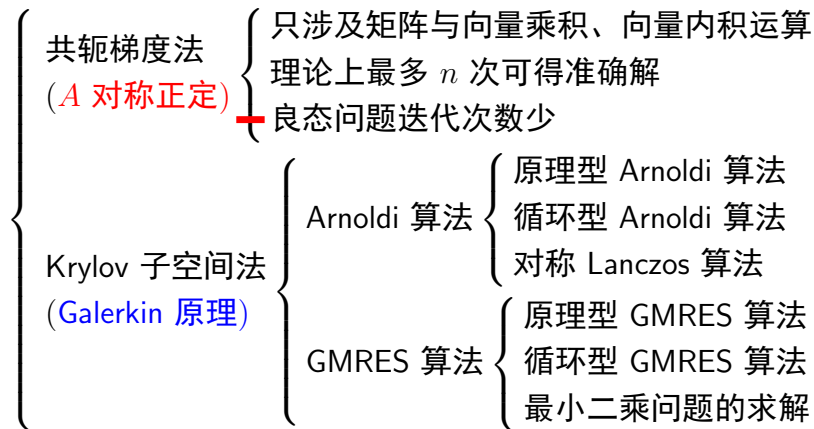 共轭梯度法
(A 对称正定)
只涉及矩阵与向量乘积、向量内积运算
理论上最多 n 次可得准确解
良态问题迭代次数少
Krylov 子空间法
(Galerkin 原理)
Arnoldi 算法
原理型 Arnoldi 算法
循环型 Arnoldi 算法
对称 Lanczos 算法
GMRES 算法
原理型 GMRES 算法
循环型 GMRES 算法
最小二乘问题的求解